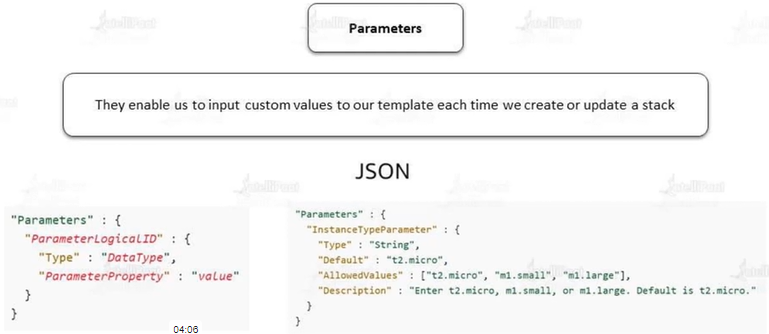 Parameters
They enable us to input custom values to our template each time we create or update a stack
JSON
"Parameters" : {
"ParameterLogicalID" : {
"Type" : "DataType",
"ParameterProperty" : "value"
}
}
"Parameters" : {
"InstanceTypeParameter" : {
"Type" : "String",
"Default" : "t2.micro",
"AllowedValues" : ["t2.micro", "m1.small", "m1.large"],
"Description" : "Enter t2.micro, m1.small, or m1.large. Default is t2.micro."
}
}
04:06